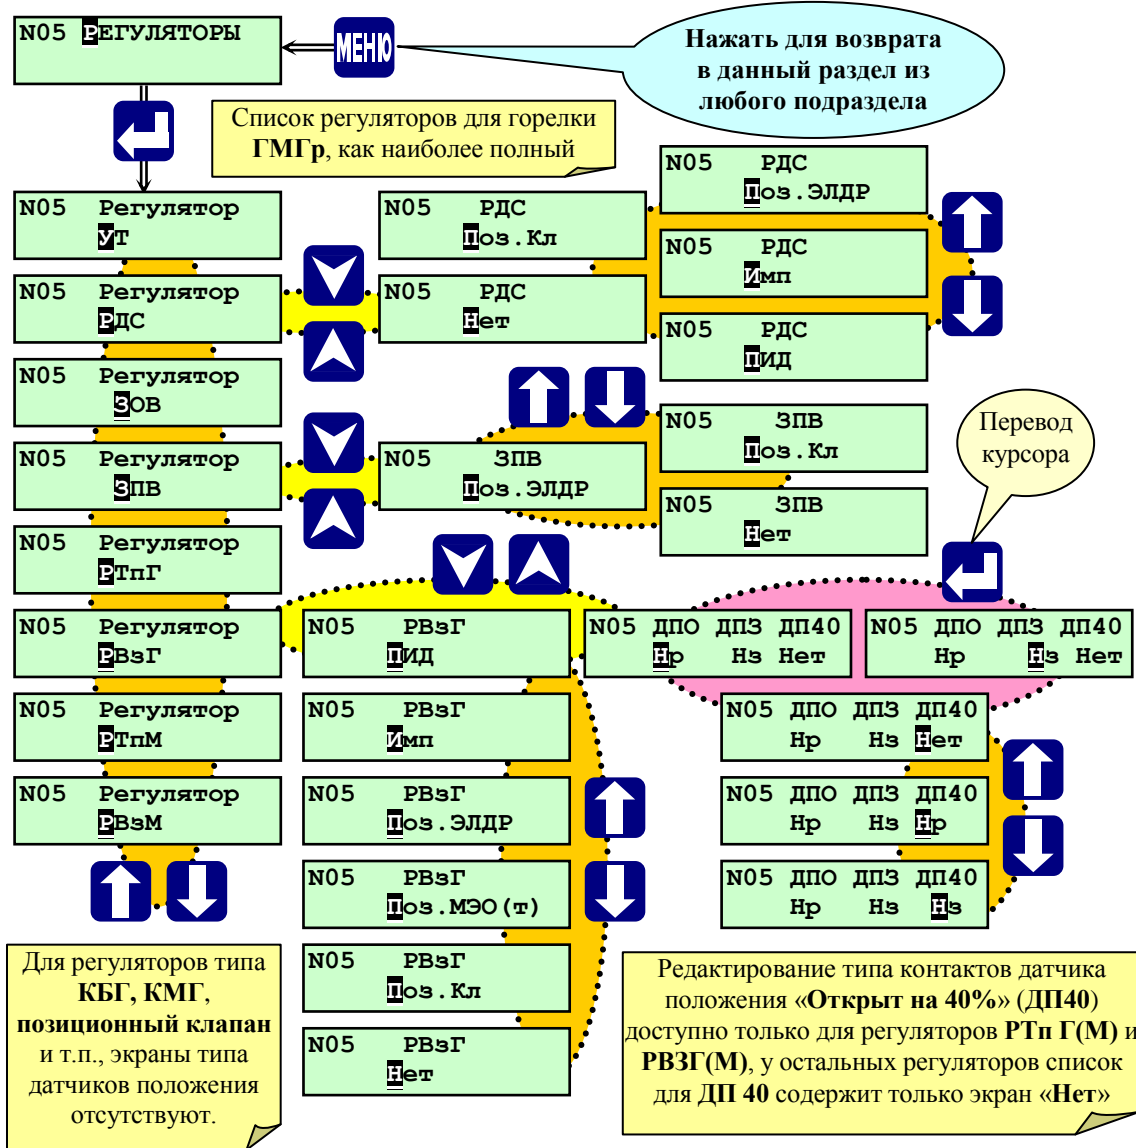 N05 РЕГУЛЯТОРЫ
МЕНЮ
Нажать для возврата
в данный раздел из
любого подраздела
Список регуляторов для горелки
ГМГр, как наиболее полный
N05 Регулятор
УТ
N05 Регулятор
РДС
N05 Регулятор
ЗОВ
N05 Регулятор
ЗПВ
N05 Регулятор
РТпГ
N05 Регулятор
РВзГ
N05 Регулятор
РТпМ
N05 Регулятор
РВзМ
N05 РДС
Поз.Кл
N05 РДС
Нет
N05 РДС
Поз.ЭЛДР
N05 РДС
Имп
N05 РДС
ПИД
N05 ЗПВ
Поз.ЭЛДР
N05 ЗПВ
Поз.Кл
N05 ЗПВ
Нет
Перевод
курсора
N05 РВзГ
ПИД
N05 РВзГ
Имп
N05 РВзГ
Поз.ЭЛДР
N05 РВзГ
Поз.МЭО(т)
N05 РВзГ
Поз.Кл
N05 РВзГ
Нет
N05 ДПО ДПЗ ДП40
Нр Нз Нет
N05 ДПО ДПЗ ДП40
Нр Нз Нет
N05 ДПО ДПЗ ДП40
Нр Нз Нет
N05 ДПО ДПЗ ДП40
Нр Нз Нр
N05 ДПО ДПЗ ДП40
Нр Нз Нз
Для регуляторов типа
КБГ, КМГ,
позиционный клапан
и т.п., экраны типа
датчиков положения
отсутствуют.
Редактирование типа контактов датчика
положения «Открыт на 40%» (ДП40)
доступно только для регуляторов РТп Г(М) и
РВЗГ(М), у остальных регуляторов список
для ДП 40 содержит только экран «Нет»